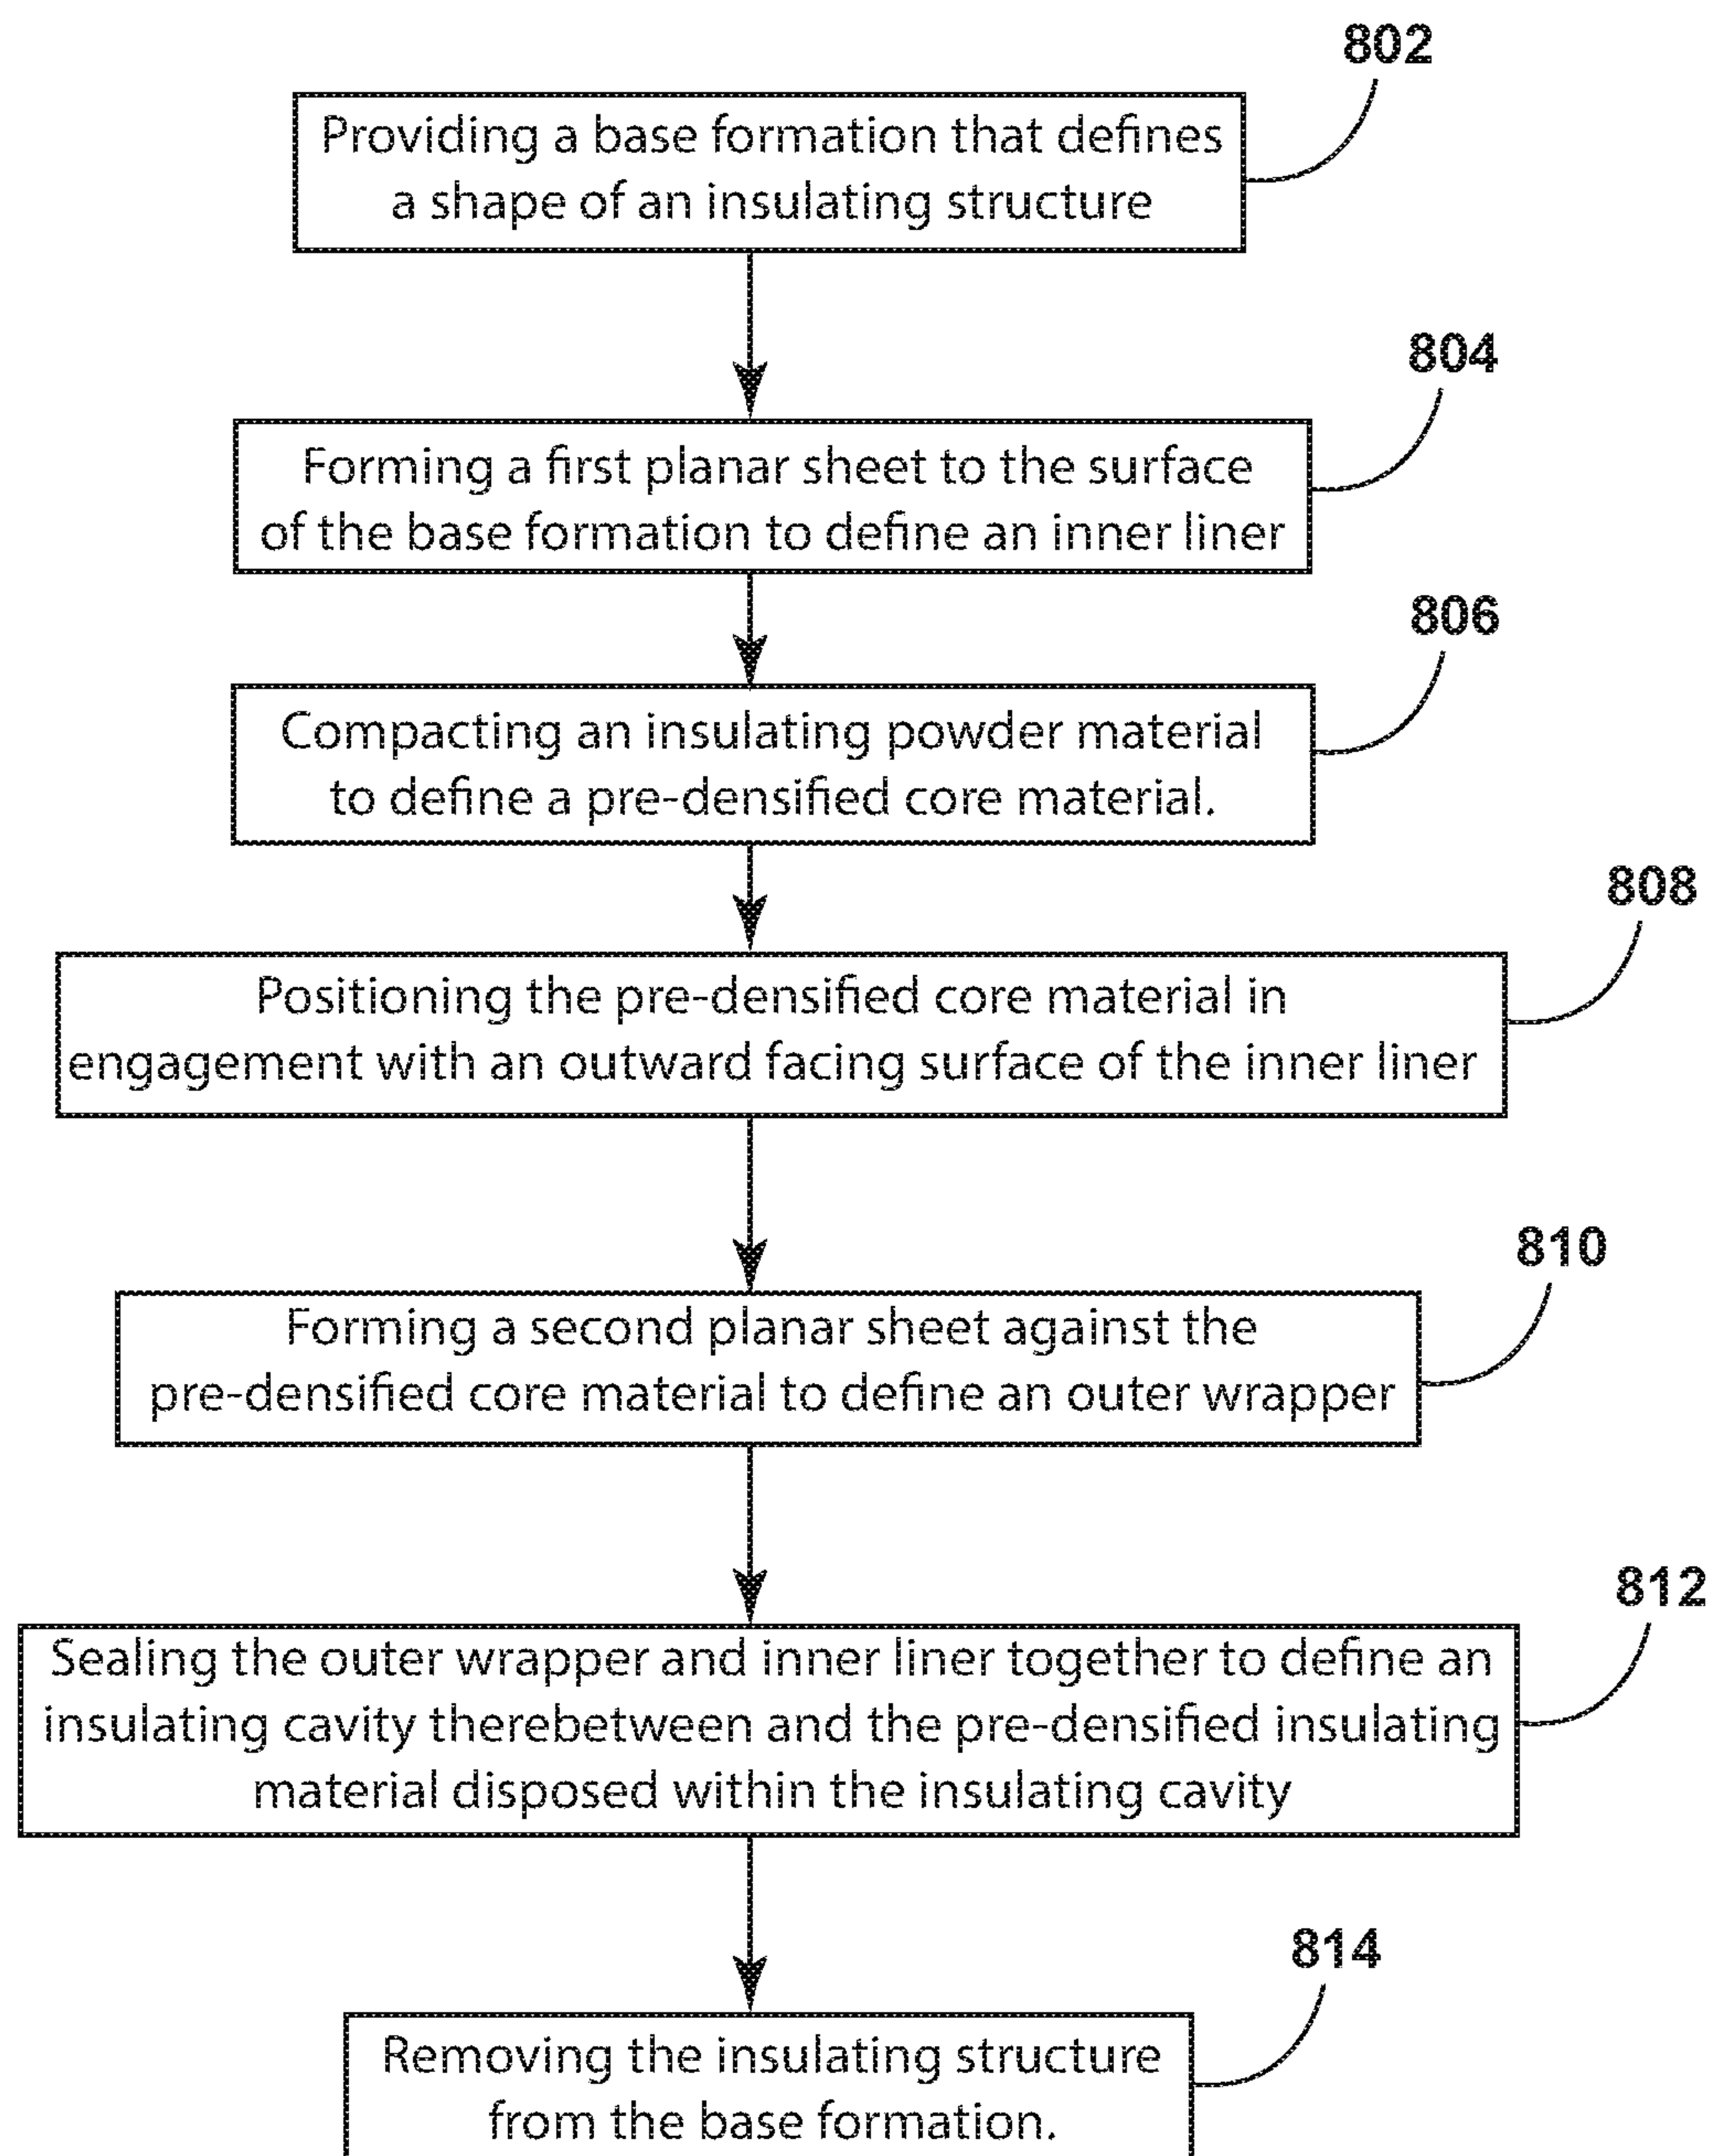 802
Providing a base formation that defines
a shape of an insulating structure
804
Forming a first planar sheet to the surface
of the base formation to define an inner liner
806
Compacting an insulating powder material
to define a pre-densified core material.
808
Positioning the pre-densified core material in
engagement with an outward facing surface of the inner liner
810
Forming a second planar sheet against the
pre-densified core material to define an outer wrapper
812
Sealing the outer wrapper and inner liner together to define an
insulating cavity therebetween and the pre-densified insulating
material disposed within the insulating cavity
814
Removing the insulating structure
from the base formation.